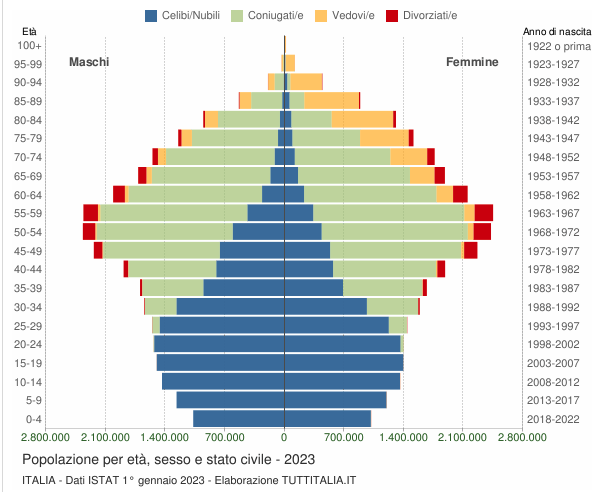 Celibi/Nubili Coniugati/e Vedovi/e Divorziati/e
Età Anno di nascita
100+ 1922 o prima
Maschi Femmine
95-99 1923-1927
90-94 1928-1932
85-89 1933-1937
80-84 1938-1942
75-79 1943-1947
70-74 1948-1952
65-69 1953-1957
60-64 1958-1962
55-59 1963-1967
50-54 1968-1972
45-49 1973-1977
40-44 1978-1982
35-39 1983-1987
30-34 1988-1992
25-29 1993-1997
20-24 1998-2002
15-19 2003-2007
10-14 2008-2012
5-9 2013-2017
0-4 2018-2022
2.800.000 2.100.000 1.400.000 700.000 0 700.000 1.400.000 2.100.000 2.800.000
Popolazione per età, sesso e stato civile - 2023
ITALIA - Dati ISTAT 1° gennaio 2023 - Elaborazione TUTTITALIA.IT